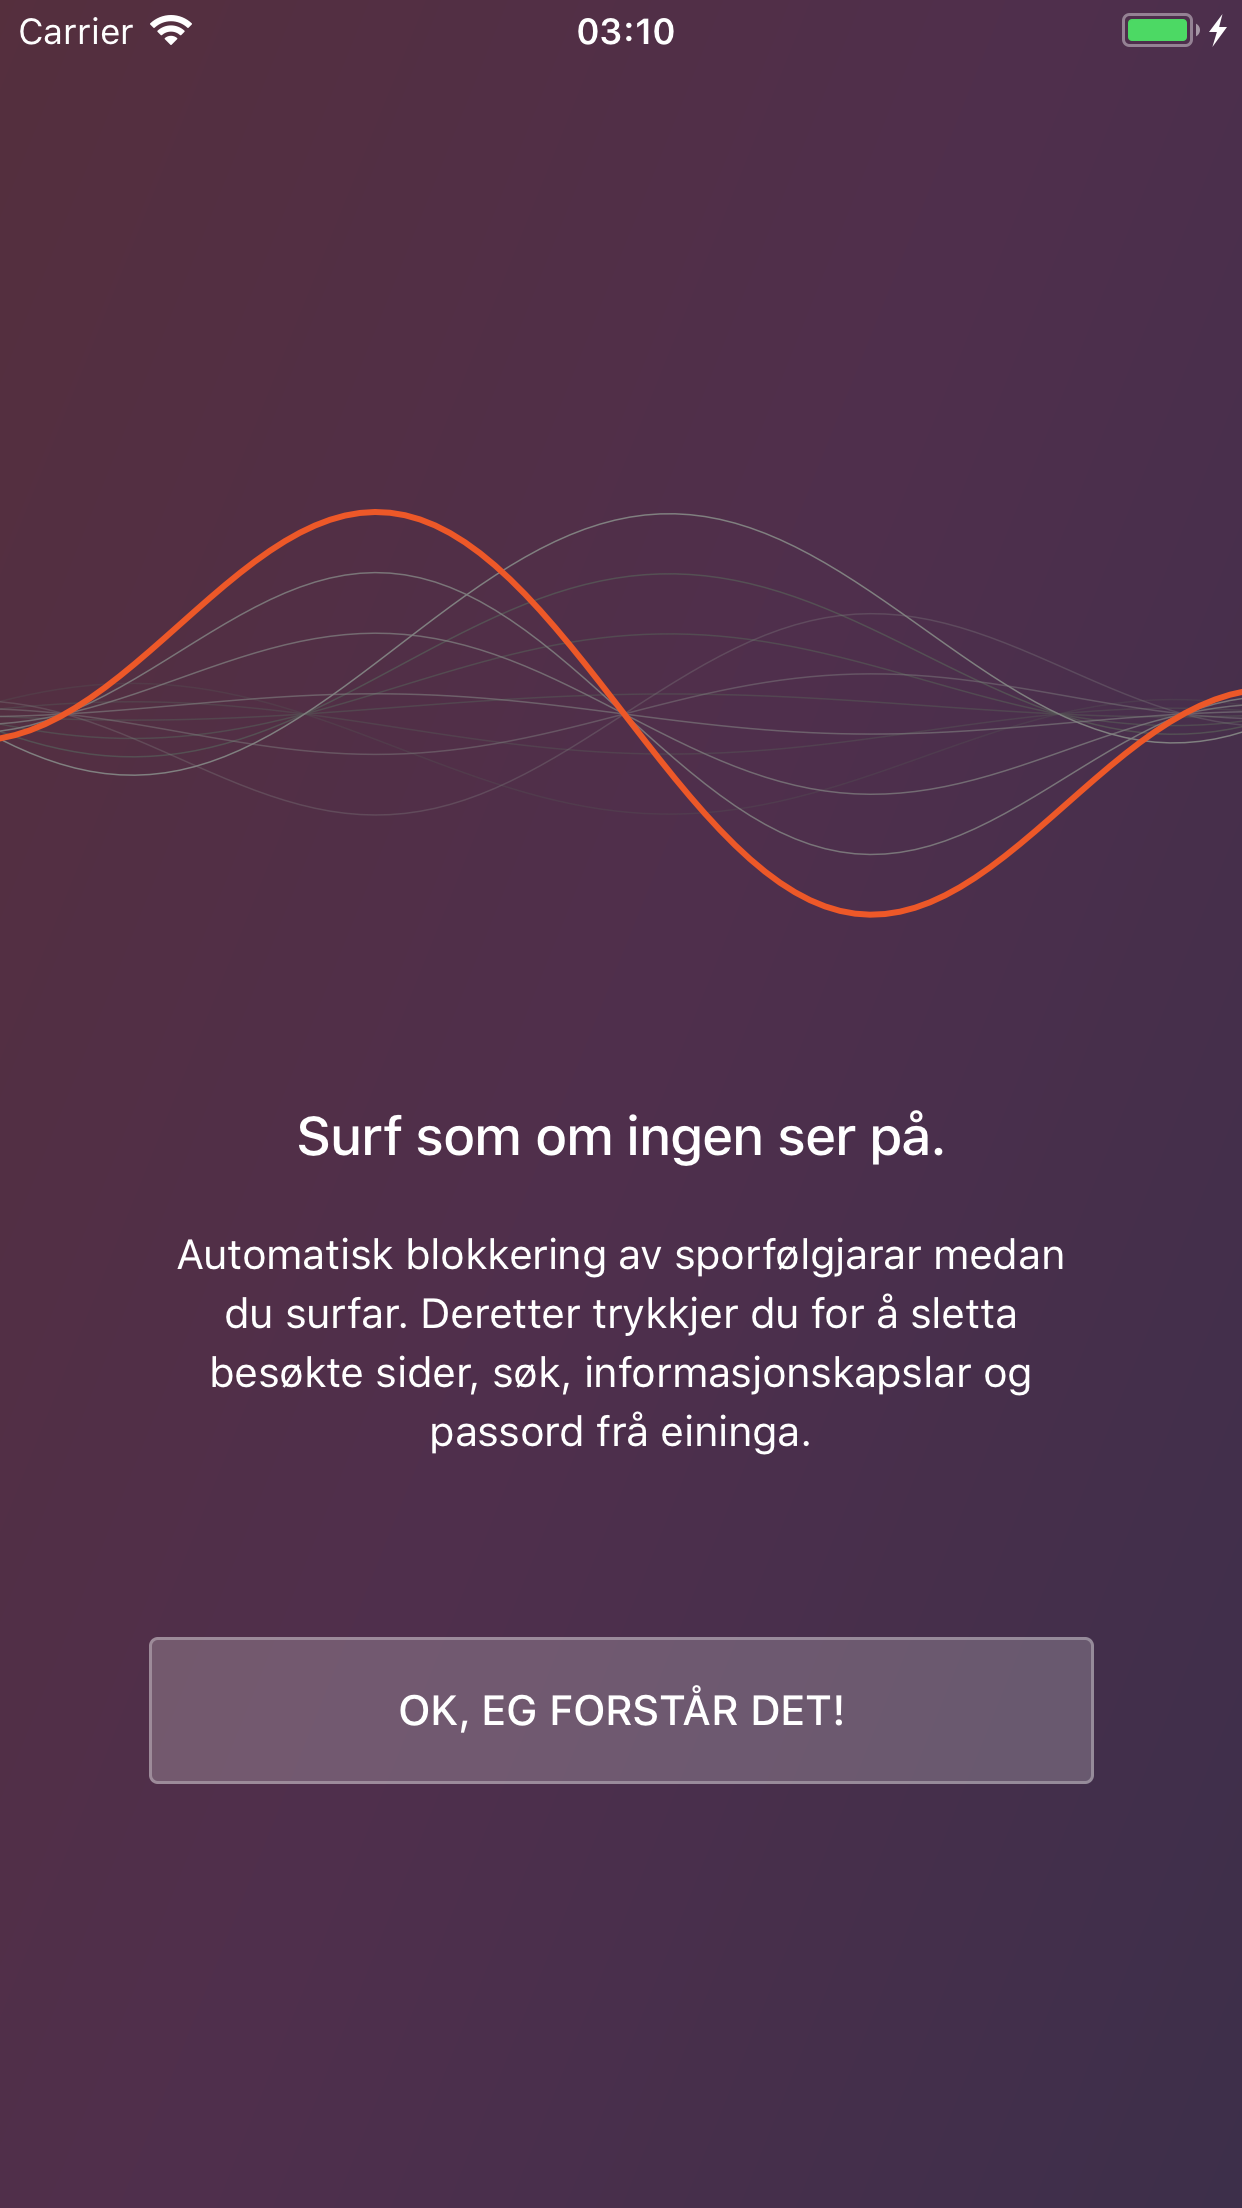 Carrier
03:10
Surf som om ingen ser på.
Automatisk blokkering av sporfølgjarar medan
du surfar. Deretter trykkjer du for å sletta
besøkte sider, søk, informasjonskapslar og
passord frå eininga.
OK, EG FORSTÅR DET!